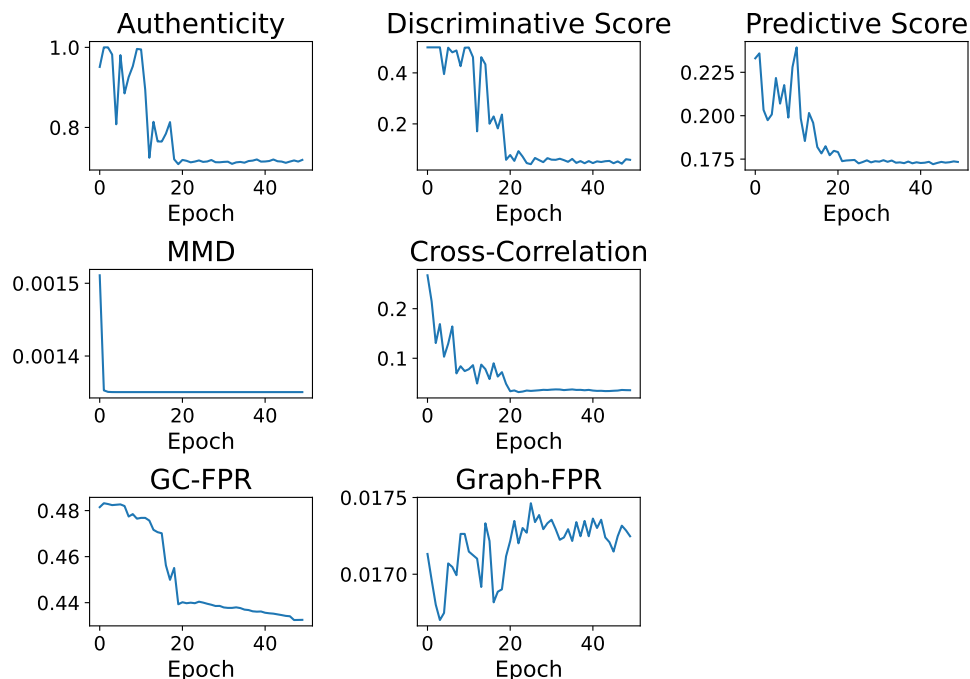 Authenticity
1.0
0.8
0 20 40
Epoch
Discriminative Score
0.4
0.2
0 20 40
Epoch
Predictive Score
0.225
0.200
0.175
0 20 40
Epoch
MMD
0.0015
0.0014
0 20 40
Epoch
Cross-Correlation
0.2
0.1
0 20 40
Epoch
GC-FPR
0.48
0.46
0.44
0 20 40
Epoch
Graph-FPR
0.0175
0.0170
0 20 40
Epoch